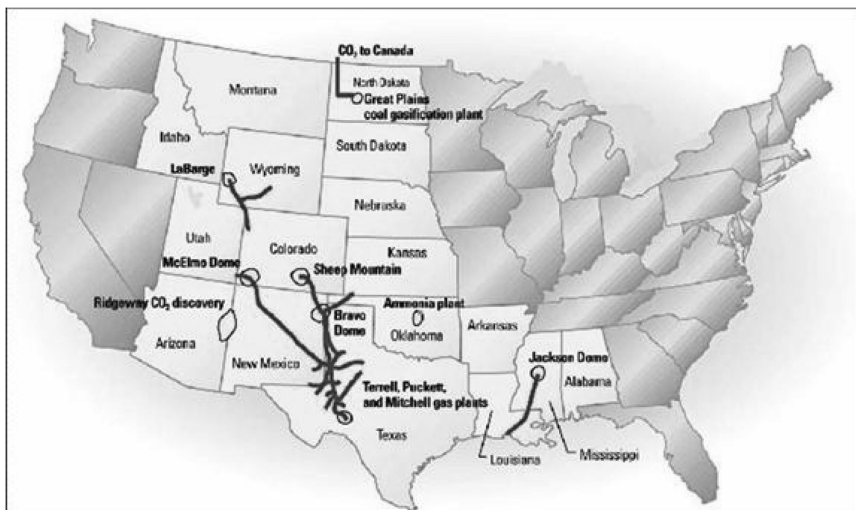 CO₂ to Canada
North Dakota
Great Plains
coal gasification plant
Montana
Idaho
South Dakota
LaBarge
Wyoming
Nebraska
Utah
Colorado
Kansas
McElmo Dome
Sheep Mountain
Ridgeway CO₂ discovery
Bravo
Dome
Ammonia plant
Oklahoma
Arkansas
Arizona
New Mexico
Jackson Dome
Alabama
Terrell, Puckett,
and Mitchell gas plants
Texas
Louisiana
Mississippi